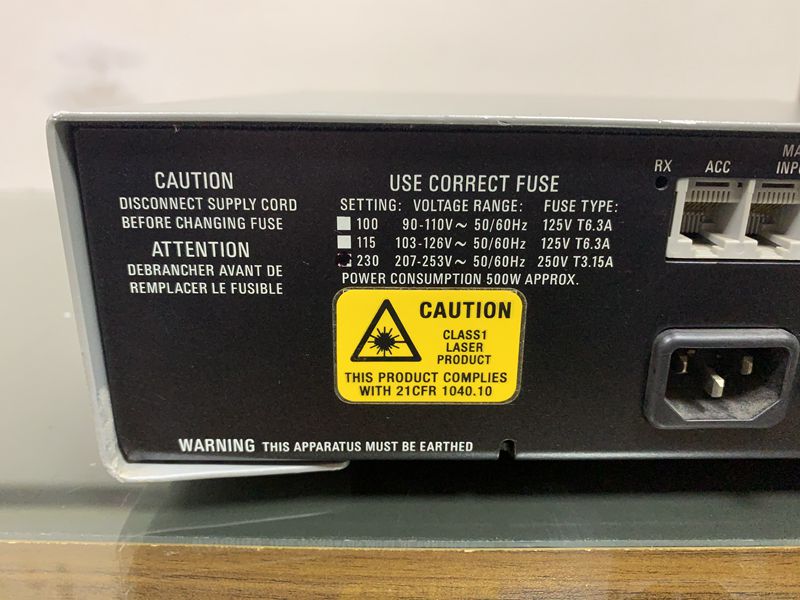 CAUTION
DISCONNECT SUPPLY CORD
BEFORE CHANGING FUSE
ATTENTION
DEBRANCHER AVANT DE
REMPLACER LE FUSIBLE
USE CORRECT FUSE
SETTING: VOLTAGE RANGE: FUSE TYPE:
100 90-110V~ 50/60Hz 125V T6.3A
115 103-126V~ 50/60Hz 125V T6.3A
230 207-253V~ 50/60Hz 250V T3.15A
POWER CONSUMPTION 500W APPROX.
CAUTION
CLASS1
LASER
PRODUCT
THIS PRODUCT COMPLIES
WITH 21CFR 1040.10
WARNING THIS APPARATUS MUST BE EARTHED
RX
ACC